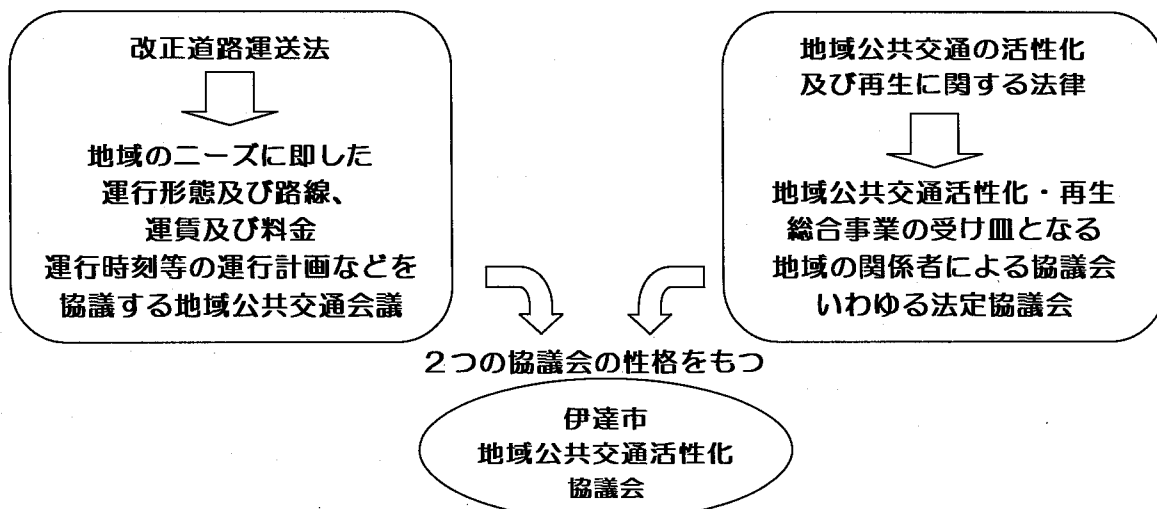 改正道路運送法
地域のニーズに即した
運行形態及び路線、
運賃及び料金
運行時刻等の運行計画などを
協議する地域公共交通会議
地域公共交通の活性化
及び再生に関する法律
地域公共交通活性化・再生
総合事業の受け皿となる
地域の関係者による協議会
いわゆる法定協議会
２つの協議会の性格をもつ
伊達市
地域公共交通活性化
協議会